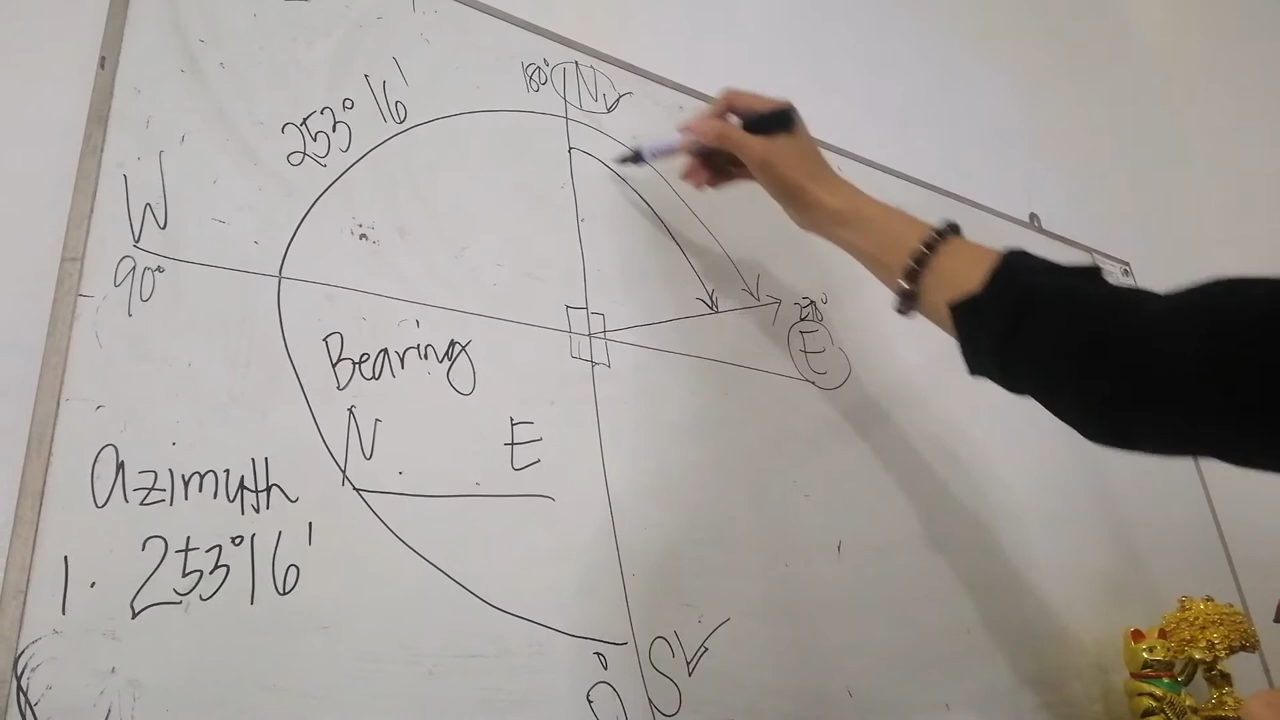 180° N
253° 16'
W
90°
270°
E
Bearing
N E
azimuth
1. 253°16'
0° S